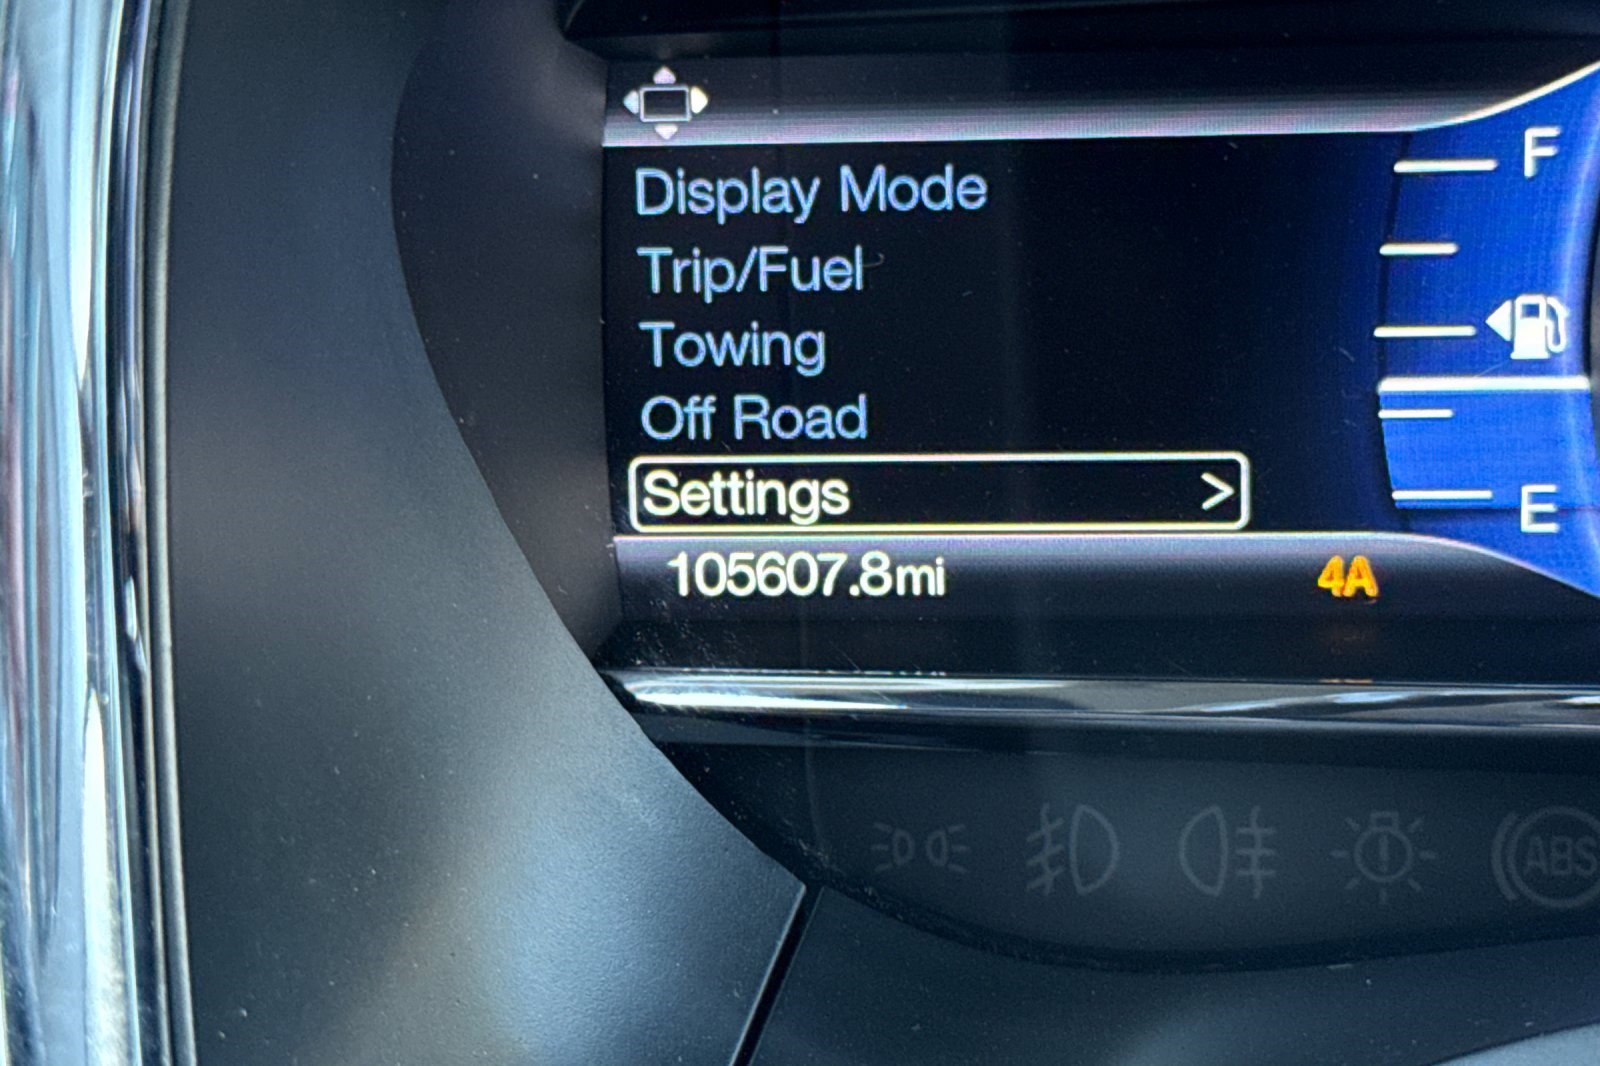 Display Mode
Trip/Fuel
Towing
Off Road
Settings >
105607.8mi
4A
F
E
ABS